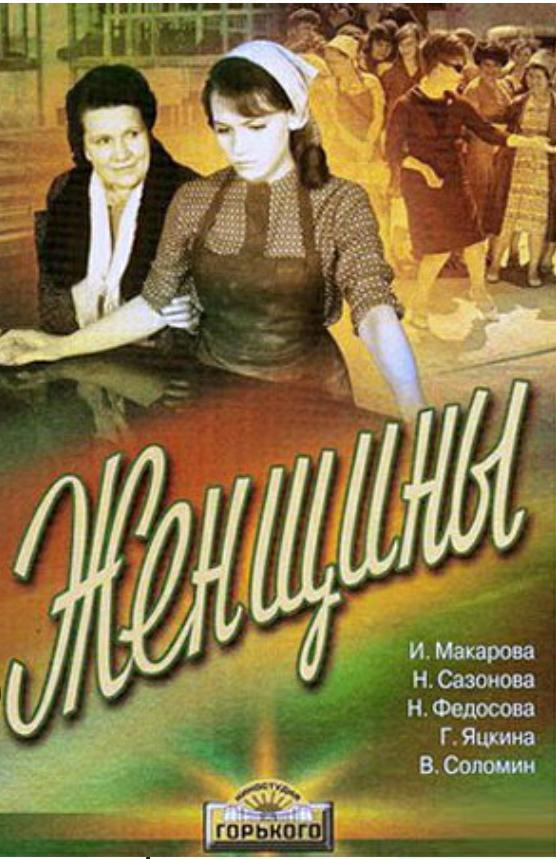 Женщины
И. Макарова
Н. Сазонова
Н. Федосова
Г. Яцкина
В. Соломин
КИНОСТУДИЯ
ГОРЬКОГО